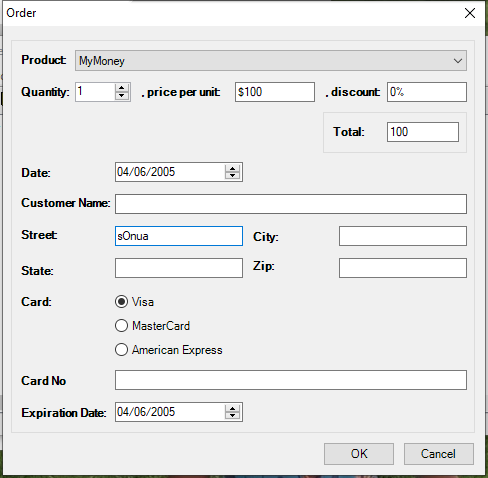 Order
Product: MyMoney
Quantity: 1 , price per unit: $100 , discount: 0%
Total: 100
Date: 04/06/2005
Customer Name:
Street: sOnua City:
State: Zip:
Card: Visa
MasterCard
American Express
Card No
Expiration Date: 04/06/2005
OK Cancel